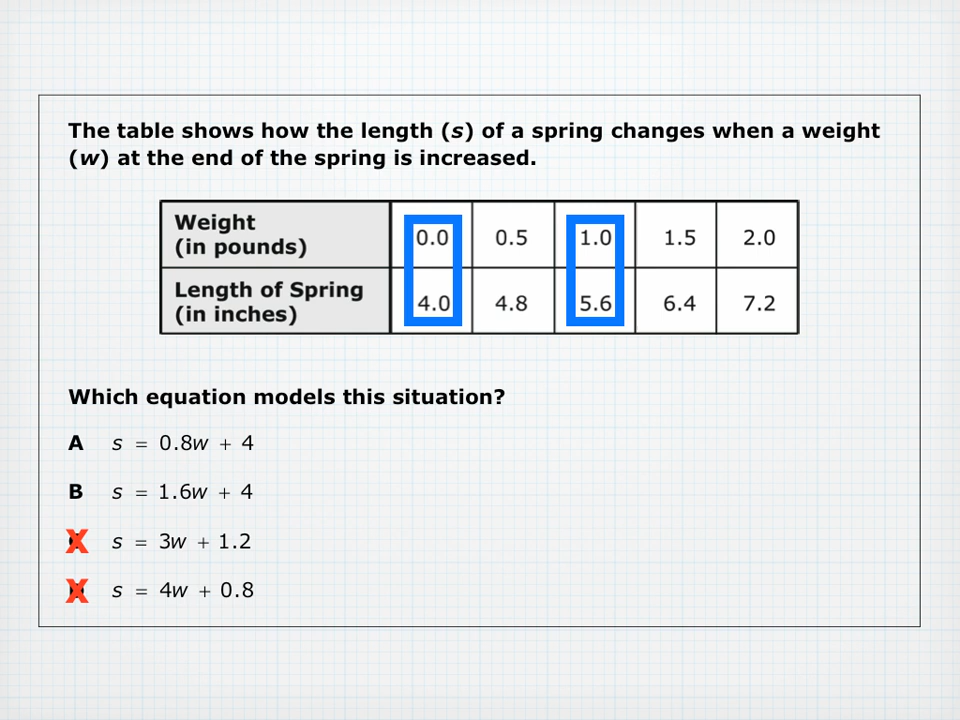 The table shows how the length (s) of a spring changes when a weight
(w) at the end of the spring is increased.
Weight
(in pounds) 0.0 0.5 1.0 1.5 2.0
Length of Spring
(in inches) 4.0 4.8 5.6 6.4 7.2
Which equation models this situation?
A s = 0.8w + 4
B s = 1.6w + 4
X s = 3w + 1.2
X s = 4w + 0.8